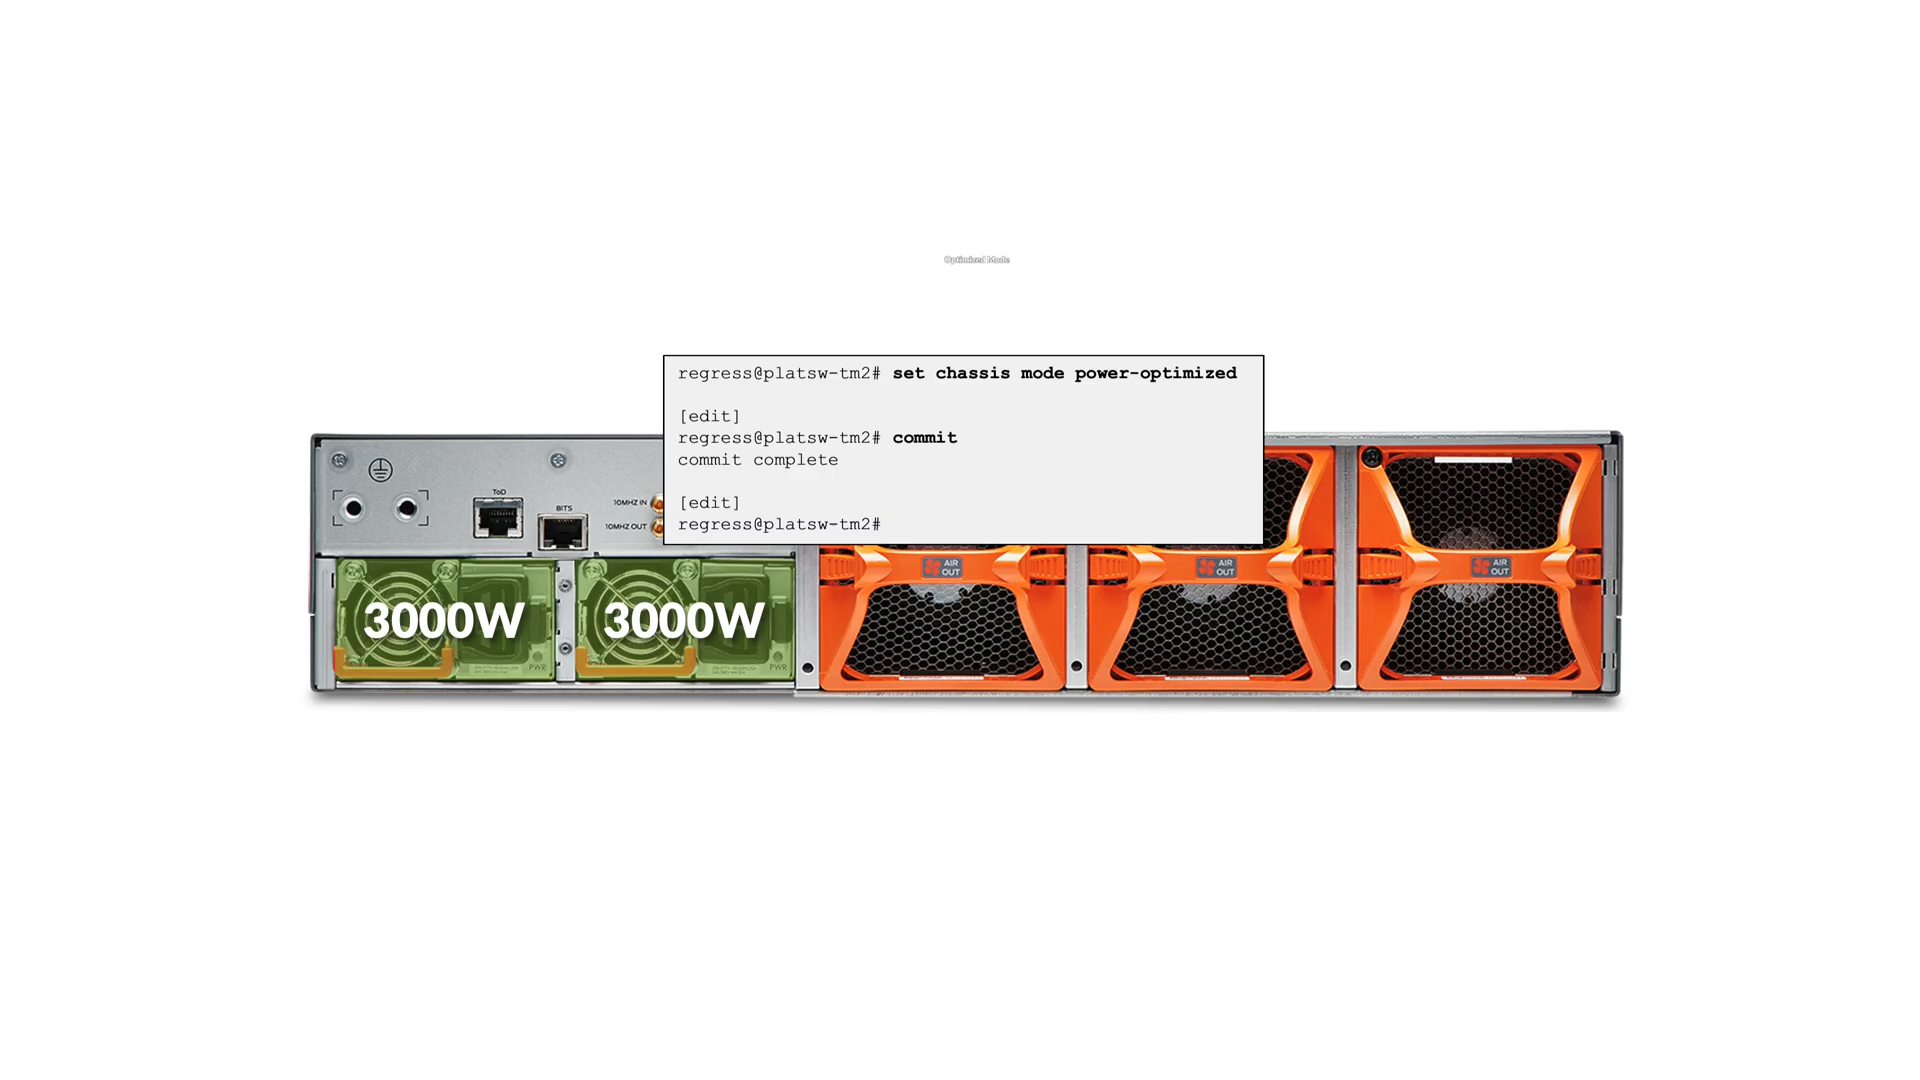 Optimized Mode
regress@platsw-tm2# set chassis mode power-optimized
[edit]
regress@platsw-tm2# commit
commit complete
[edit]
regress@platsw-tm2#
ToD
BITS
10MHZ IN
10MHZ OUT
AIR
OUT
AIR
OUT
AIR
OUT
3000W
3000W
PWR
PWR